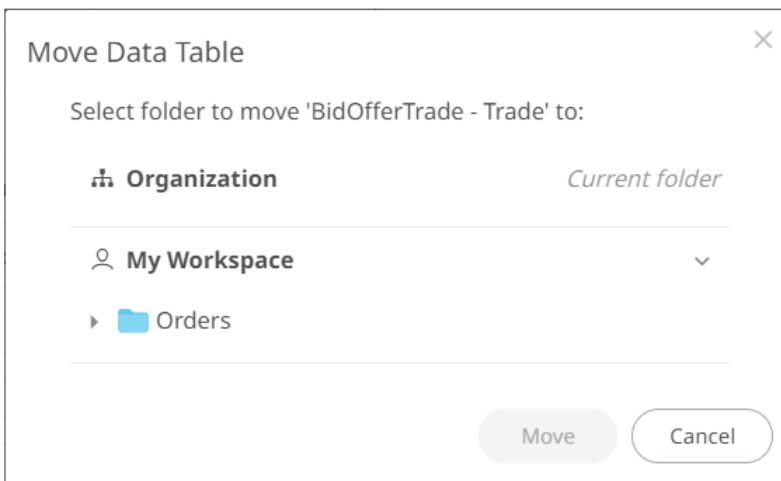 Move Data Table
Select folder to move 'BidOfferTrade - Trade' to:
Organization Current folder
My Workspace
Orders
Move Cancel